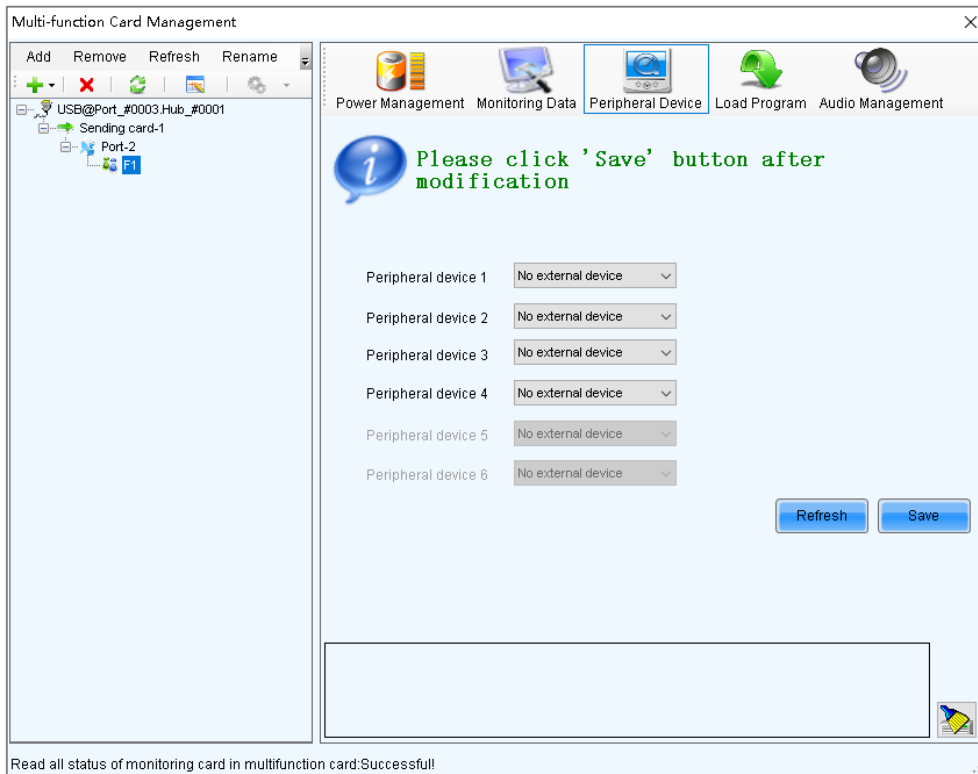 Multi-function Card Management
Add Remove Refresh Rename
USB@Port_#0003.Hub_#0001
Sending card-1
Port-2
F1
Power Management Monitoring Data Peripheral Device Load Program Audio Management
Please click 'Save' button after
modification
Peripheral device 1 No external device
Peripheral device 2 No external device
Peripheral device 3 No external device
Peripheral device 4 No external device
Peripheral device 5 No external device
Peripheral device 6 No external device
Refresh Save
Read all status of monitoring card in multifunction card:Successful!